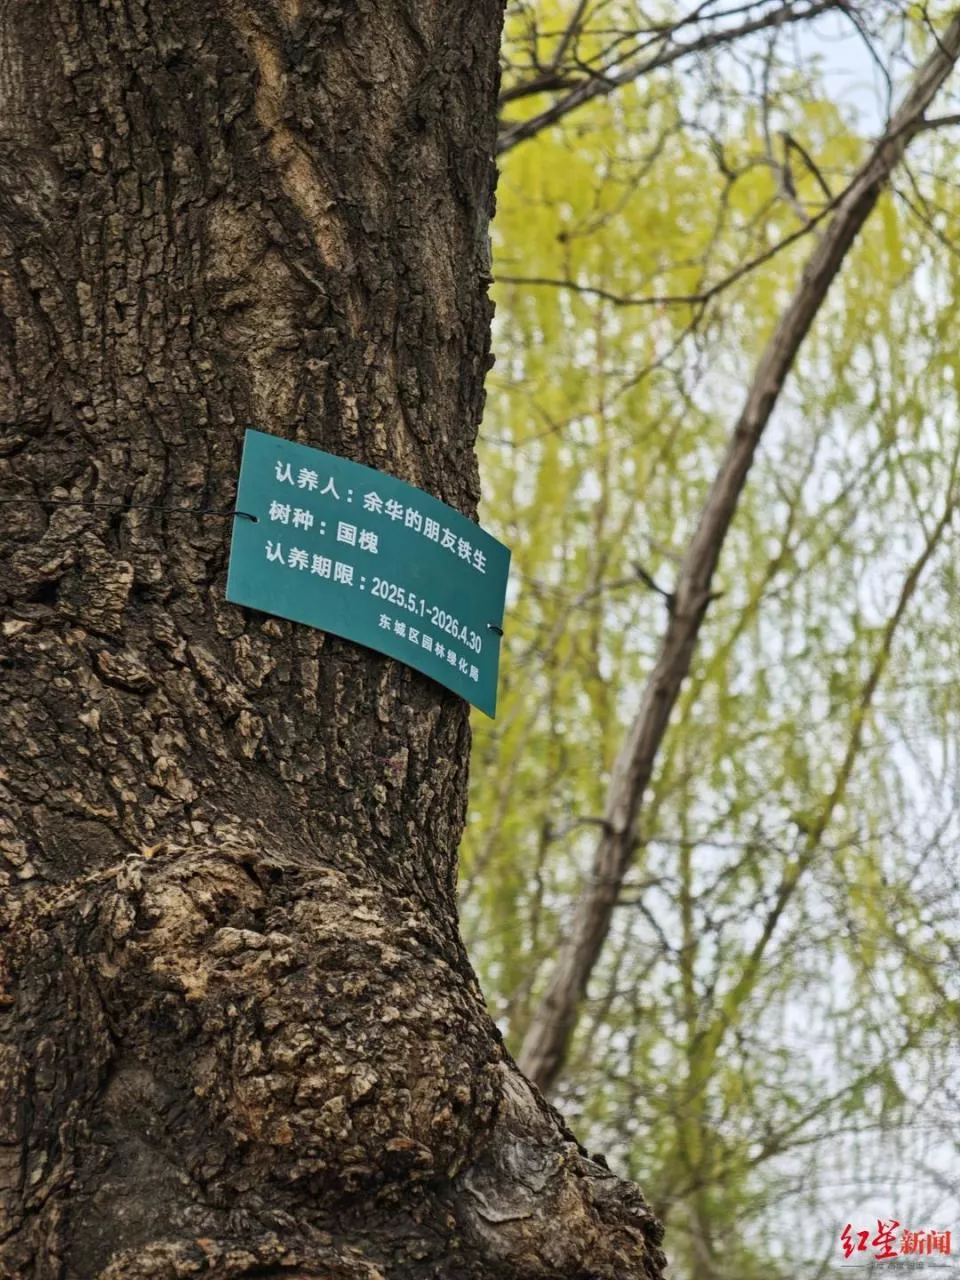 认养人：余华的朋友铁生
树种：国槐
认养期限：2025.5.1-2026.4.30
东城区园林绿化局
红星新闻